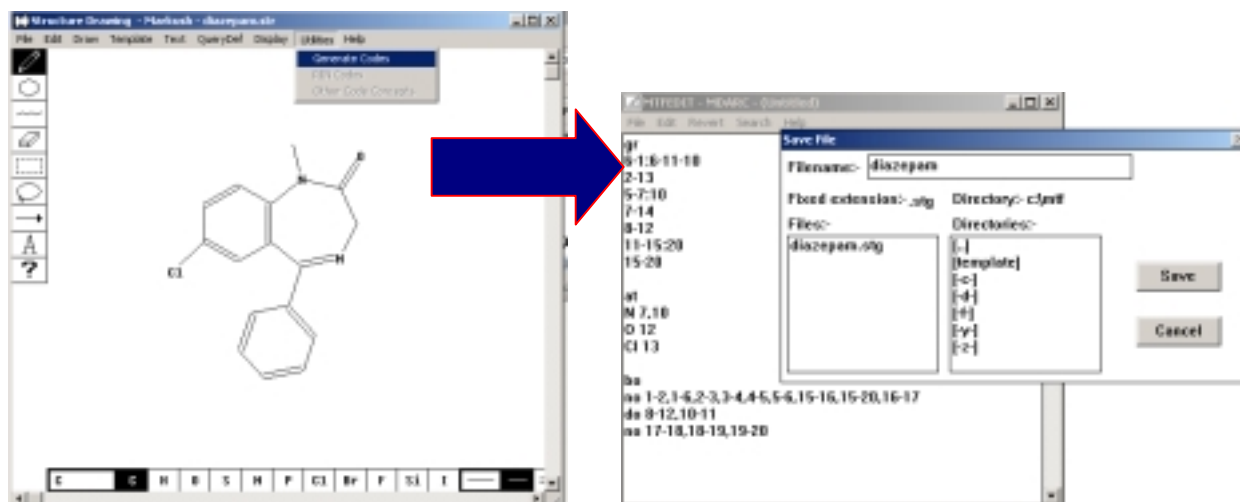 Structure Drawing - Markush - diazepam.str
File Edit Draw Template Text QueryDef Display Utilities Help
Generate Codes
Other Code Concepts
A
?
N
O
N
Cl
C C H O S N P Cl Br F Si I
MTFEDIT - MDARC - (Untitled)
File Edit Revert Search Help
gr
6-1:6-11-10
2-13
5-7:10
7-14
8-12
11-15:20
15-20
at
N 7,10
O 12
Cl 13
bo
no 1-2,1-6,2-3,3-4,4-5,5-6,15-16,15-20,16-17
do 8-12,10-11
no 17-18,18-19,19-20
Save File
Filename:- diazepam
Fixed extension:- .stg Directory:- c:\mtf
Files:- Directories:-
diazepam.stg [..]
[template]
[-c-]
[-d-]
[-f-]
[-y-]
[-z-]
Save
Cancel